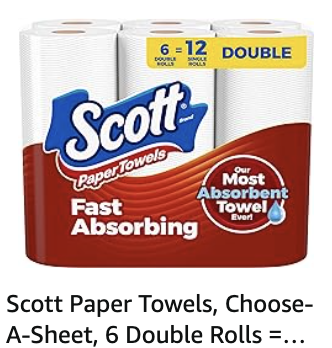 6 = 12 DOUBLE
DOUBLE ROLLS SINGLE ROLLS
Scott® Brand
Paper Towels
Fast
Absorbing
Our
Most
Absorbent
Towel
Ever!
Scott Paper Towels, Choose-
A-Sheet, 6 Double Rolls =...